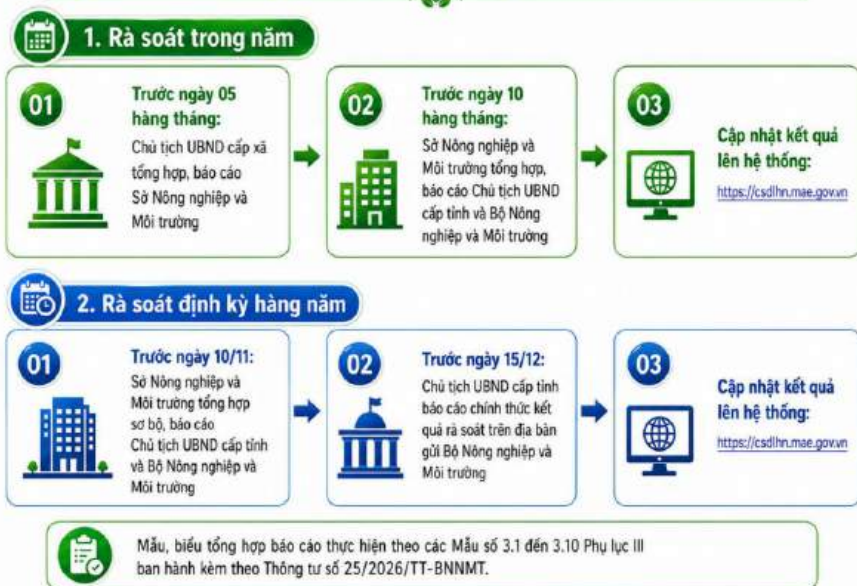 1. Rà soát trong năm
01
Trước ngày 05
hàng tháng:
Chủ tịch UBND cấp xã
tổng hợp, báo cáo
Sở Nông nghiệp và
Môi trường
02
Trước ngày 10
hàng tháng:
Sở Nông nghiệp và
Môi trường tổng hợp,
báo cáo Chủ tịch UBND
cấp tỉnh và Bộ Nông
nghiệp và Môi trường
03
Cập nhật kết quả
lên hệ thống:
https://csdlhn.mae.gov.vn
2. Rà soát định kỳ hàng năm
01
Trước ngày 10/11:
Sở Nông nghiệp và
Môi trường tổng hợp
sơ bộ, báo cáo
Chủ tịch UBND cấp tỉnh
và Bộ Nông nghiệp và
Môi trường
02
Trước ngày 15/12:
Chủ tịch UBND cấp tỉnh
báo cáo chính thức kết
quả rà soát trên địa bàn
gửi Bộ Nông nghiệp và
Môi trường
03
Cập nhật kết quả
lên hệ thống:
https://csdlhn.mae.gov.vn
Mẫu, biểu tổng hợp báo cáo thực hiện theo các Mẫu số 3.1 đến 3.10 Phụ lục III
ban hành kèm theo Thông tư số 25/2026/TT-BNNMT.